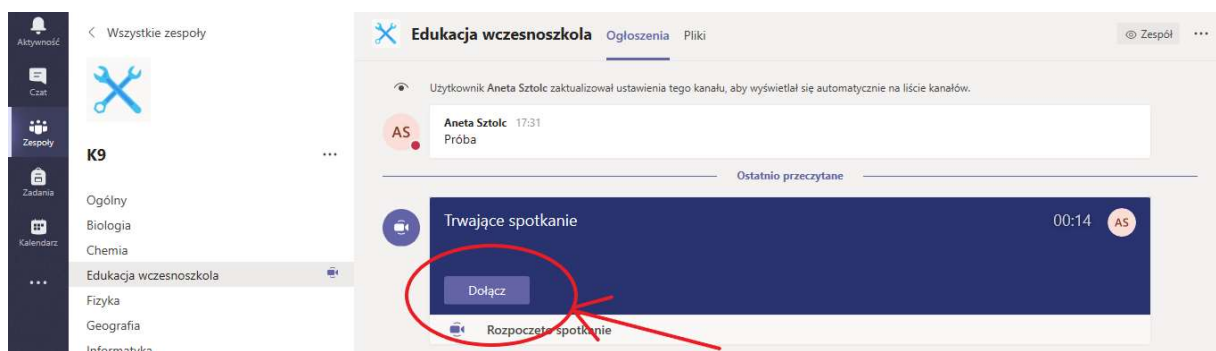 Aktywność
Czat
Zespoły
Zadania
Kalendarz
Wszystkie zespoły
K9
Ogólny
Biologia
Chemia
Edukacja wczesnoszkola
Fizyka
Geografia
Informatyka
Edukacja wczesnoszkola Ogłoszenia Pliki
Zespół
Użytkownik Aneta Sztolc zaktualizował ustawienia tego kanału, aby wyświetlał się automatycznie na liście kanałów.
AS
Aneta Sztolc 17:31
Próba
Ostatnio przeczytane
Trwające spotkanie 00:14 AS
Dołącz
Rozpoczęto spotkanie